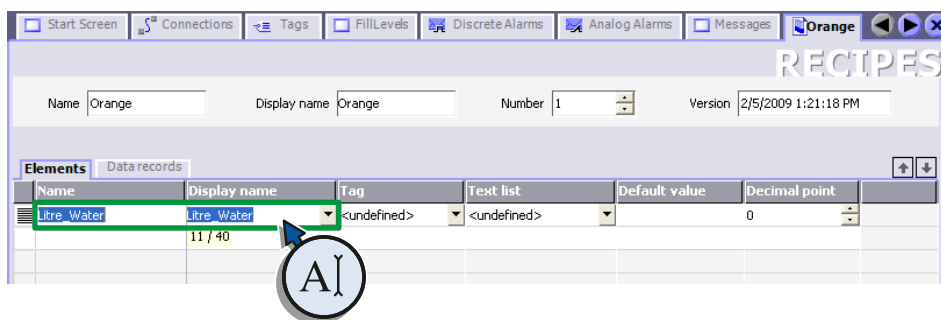 Start Screen Connections Tags FillLevels Discrete Alarms Analog Alarms Messages Orange
RECIPES
Name Orange Display name Orange Number 1 Version 2/5/2009 1:21:18 PM
Elements Data records
Name Display name Tag Text list Default value Decimal point
Litre_Water Litre_Water <undefined> <undefined> 0
11 / 40
A